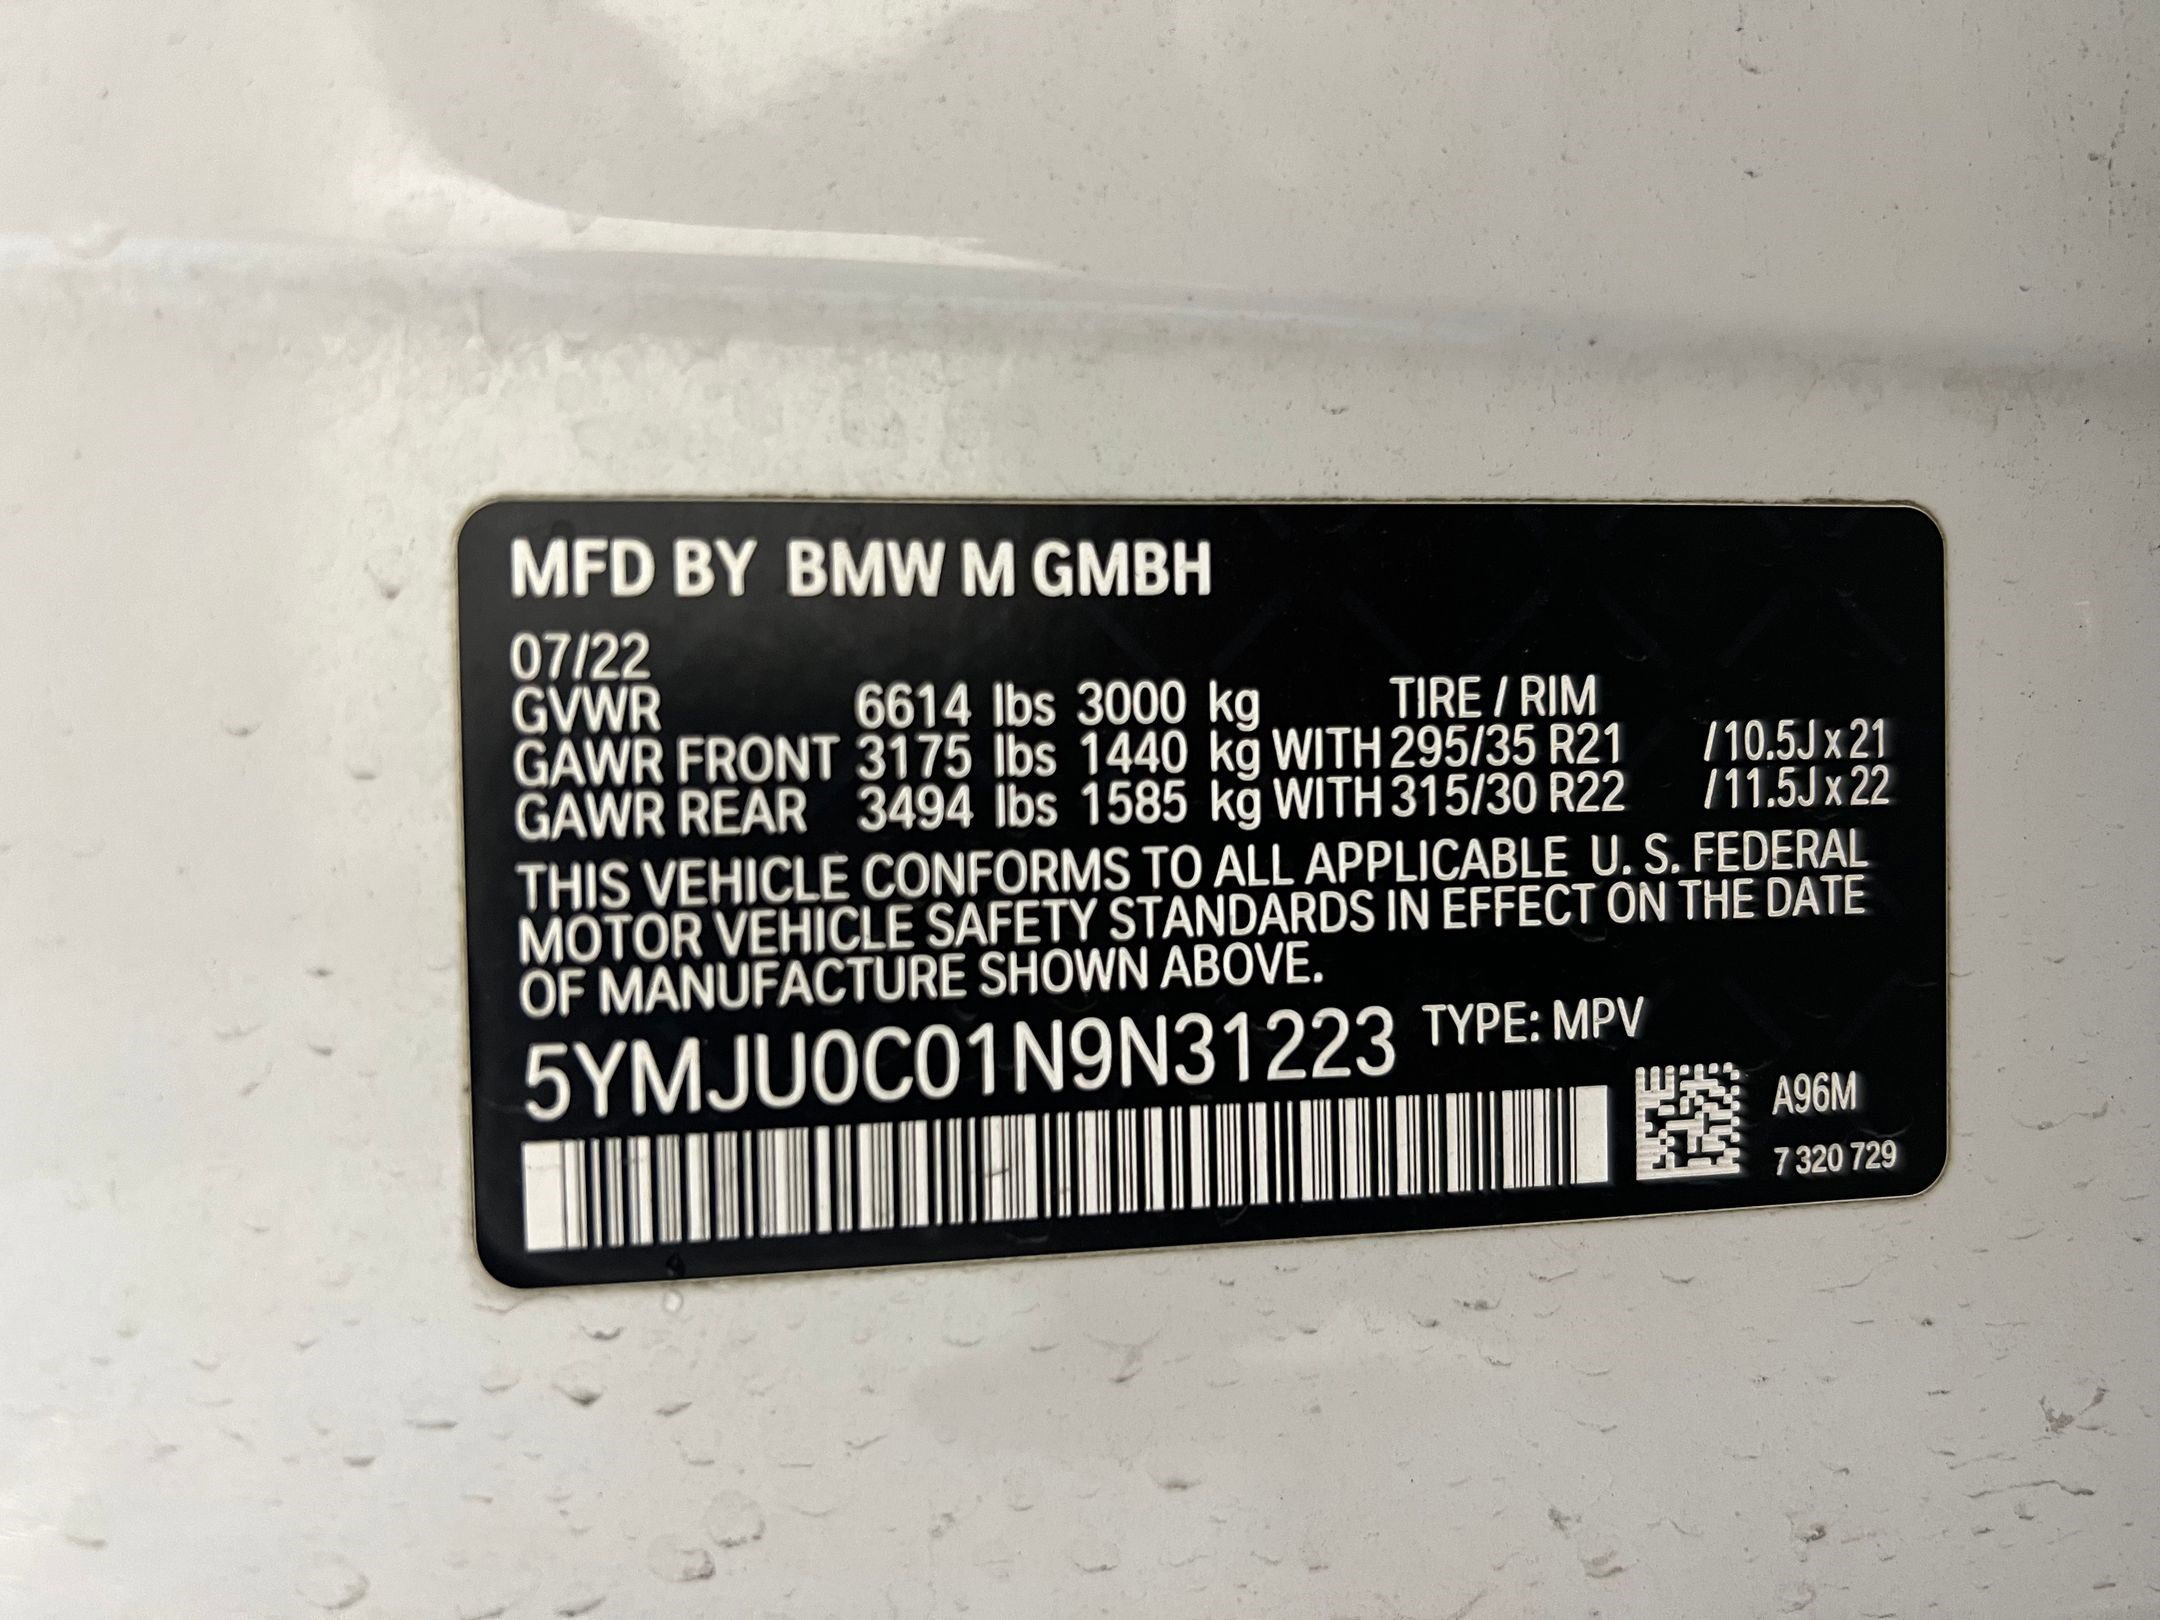 MFD BY BMW M GMBH
07/22
GVWR 6614 lbs 3000 kg TIRE / RIM
GAWR FRONT 3175 lbs 1440 kg WITH 295/35 R21 /10.5J x 21
GAWR REAR 3494 lbs 1585 kg WITH 315/30 R22 /11.5J x 22
THIS VEHICLE CONFORMS TO ALL APPLICABLE U. S. FEDERAL
MOTOR VEHICLE SAFETY STANDARDS IN EFFECT ON THE DATE
OF MANUFACTURE SHOWN ABOVE.
5YMJU0C01N9N31223 TYPE: MPV
A96M
7 320 729